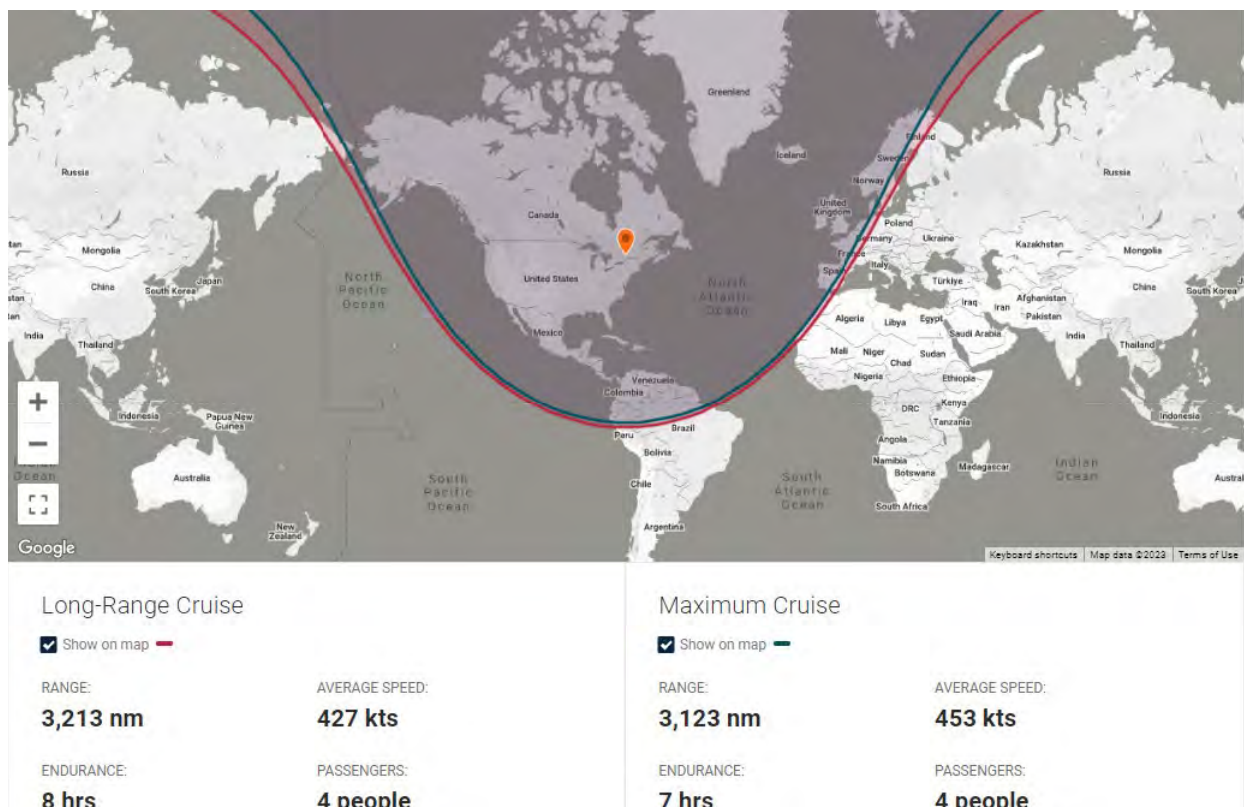 Greenland
Iceland
Finland
Sweden
Norway
Russia
Russia
Canada
United
Kingdom
Poland
Germany
Ukraine
France
Kazakhstan
Mongolia
Mongolia
United States
North
Pacific
Ocean
North
Atlantic
Ocean
Spain
Italy
Türkiye
China
China
South Korea
Japan
South Korea
Iraq
Iran
Afghanistan
Pakistan
Algeria
Libya
Egypt
Saudi Arabia
India
India
Thailand
Thailand
Mexico
Mali
Niger
Chad
Sudan
Nigeria
Ethiopia
Venezuela
Colombia
DRC
Kenya
Tanzania
Indonesia
Papua New
Guinea
Indonesia
Peru
Brazil
Bolivia
Angola
Namibia
Botswana
Madagascar
Indian
Ocean
Ocean
Australia
Austral
South
Pacific
Ocean
Chile
South
Atlantic
Ocean
South Africa
New
Zealand
Argentina
+
−
Google
Keyboard shortcuts
Map data ©2023
Terms of Use
Long-Range Cruise
Show on map
RANGE:
3,213 nm
AVERAGE SPEED:
427 kts
ENDURANCE:
8 hrs
PASSENGERS:
4 people
Maximum Cruise
Show on map
RANGE:
3,123 nm
AVERAGE SPEED:
453 kts
ENDURANCE:
7 hrs
PASSENGERS:
4 people